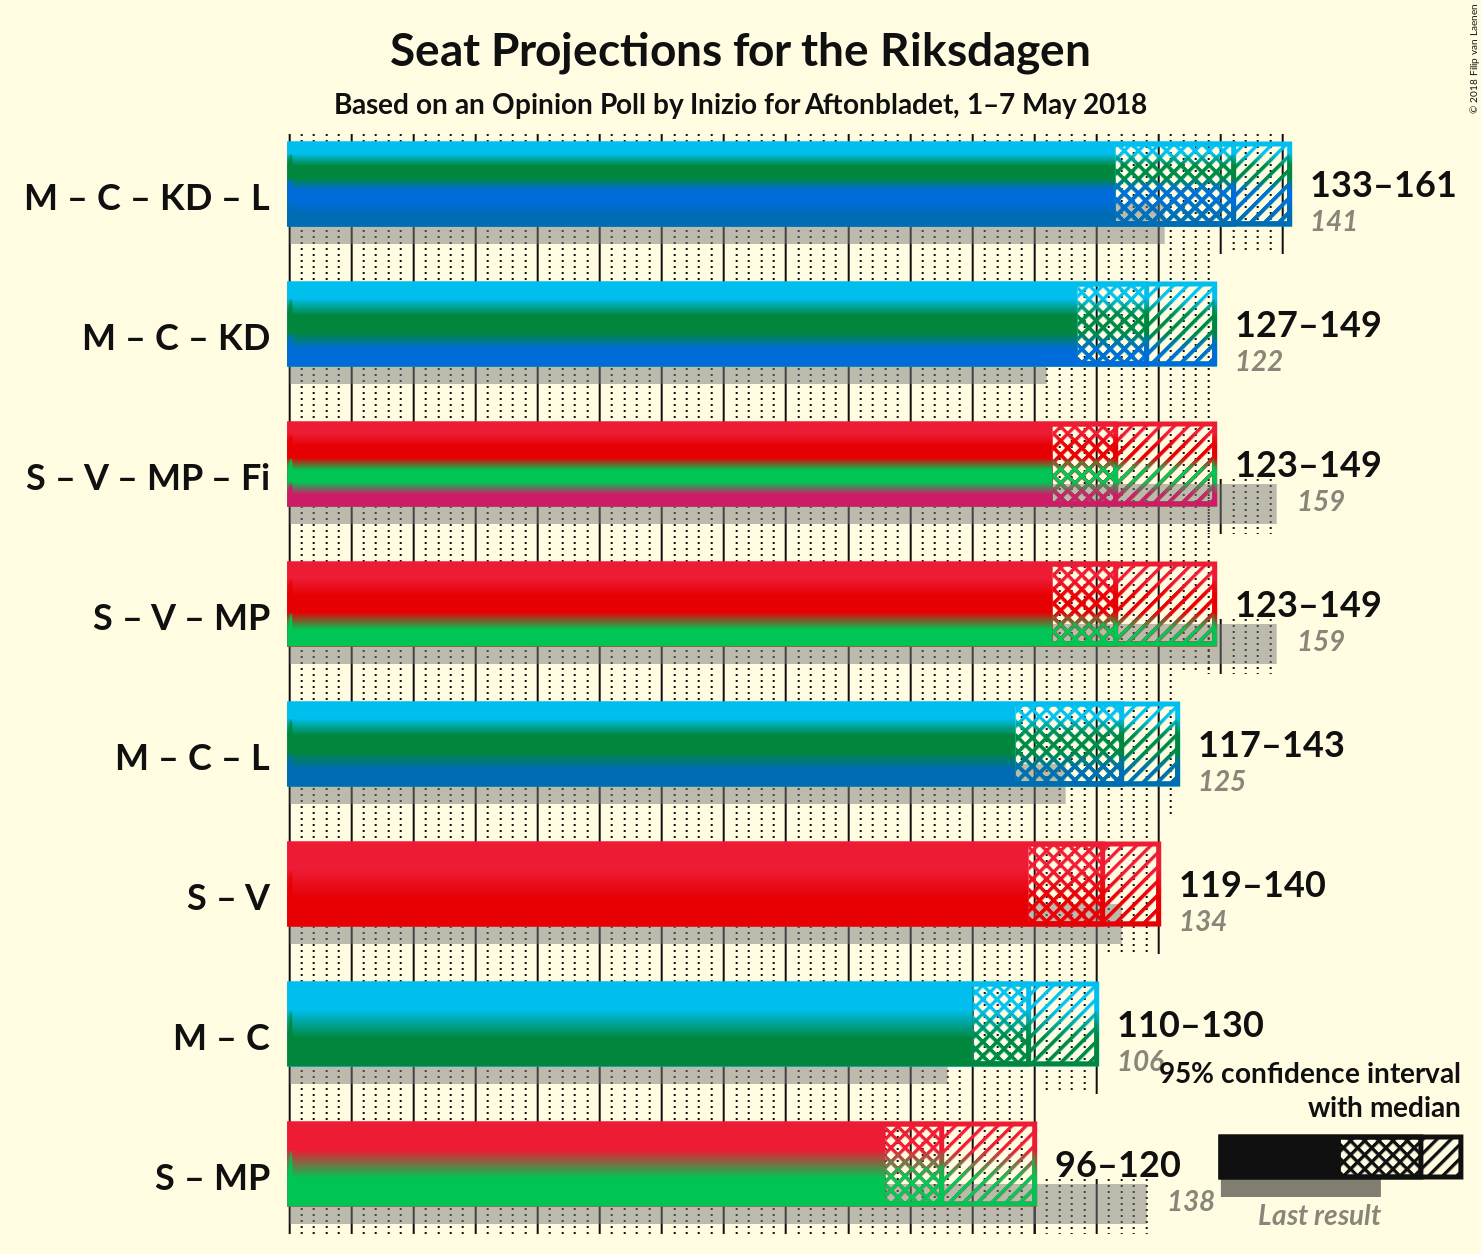 Seat Projections for the Riksdagen
Based on an Opinion Poll by Inizio for Aftonbladet, 1–7 May 2018
© 2018 Filip van Laenen
M – C – KD – L
133–161
141
M – C – KD
127–149
122
S – V – MP – Fi
123–149
159
S – V – MP
123–149
159
M – C – L
117–143
125
S – V
119–140
134
M – C
110–130
106
S – MP
96–120
138
95% confidence interval
with median
Last result